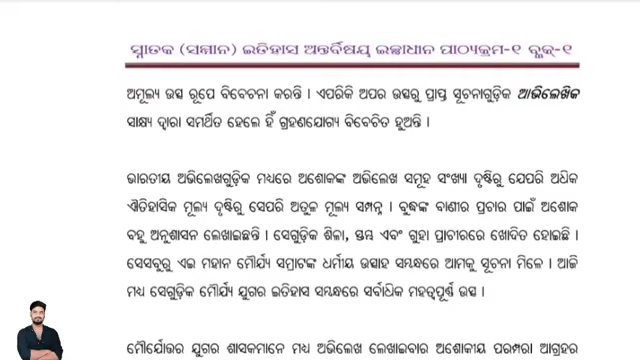 ସ୍ନାତକ (ସମ୍ମାନ) ଇତିହାସ ଅନ୍ତର୍ବିଷୟ ଇଚ୍ଛାଧୀନ ପାଠ୍ୟକ୍ରମ-୧ ବ୍ଲକ୍-୧
ଅମୂଲ୍ୟ ଉତ୍ସ ରୂପେ ବିବେଚନା କରନ୍ତି । ଏପରିକି ଅପର ଉତ୍ସରୁ ପ୍ରାପ୍ତ ସୂଚନାଗୁଡ଼ିକ ଆଭିଲେଖିକ
ସାକ୍ଷ୍ୟ ଦ୍ୱାରା ସମର୍ଥିତ ହେଲେ ହିଁ ଗ୍ରହଣଯୋଗ୍ୟ ବିବେଚିତ ହୁଅନ୍ତି ।
ଭାରତୀୟ ଅଭିଲେଖଗୁଡ଼ିକ ମଧ୍ୟରେ ଅଶୋକଙ୍କ ଅଭିଲେଖ ସମୂହ ସଂଖ୍ୟା ଦୃଷ୍ଟିରୁ ଯେପରି ଅଧିକ
ଐତିହାସିକ ମୂଲ୍ୟ ଦୃଷ୍ଟିରୁ ସେପରି ଅତୁଳ ମୂଲ୍ୟ ସମ୍ପନ୍ନ । ବୁଦ୍ଧଙ୍କ ବାଣୀର ପ୍ରଚାର ପାଇଁ ଅଶୋକ
ବହୁ ଅନୁଶାସନ ଲେଖାଇଛନ୍ତି । ସେଗୁଡ଼ିକ ଶିଳା, ସ୍ତମ୍ଭ ଏବଂ ଗୁହା ପ୍ରାଚୀରରେ ଖୋଦିତ ହୋଇଛି ।
ସେସବୁରୁ ଏଇ ମହାନ ମୌର୍ଯ୍ୟ ସମ୍ରାଟଙ୍କ ଧର୍ମୀୟ ଉତ୍ସାହ ସମ୍ବନ୍ଧରେ ଆମକୁ ସୂଚନା ମିଳେ । ଆଜି
ମଧ୍ୟ ସେଗୁଡ଼ିକ ମୌର୍ଯ୍ୟ ଯୁଗର ଇତିହାସ ସମ୍ବନ୍ଧରେ ସର୍ବାଧିକ ମହତ୍ୱପୂର୍ଣ୍ଣ ଉତ୍ସ ।
ମୌର୍ଯ୍ୟୋତ୍ତର ଯୁଗର ଶାସକମାନେ ମଧ୍ୟ ଅଭିଲେଖ ଲେଖାଇବାର ଅଶୋକୀୟ ପରମ୍ପରା ଆଗ୍ରହର